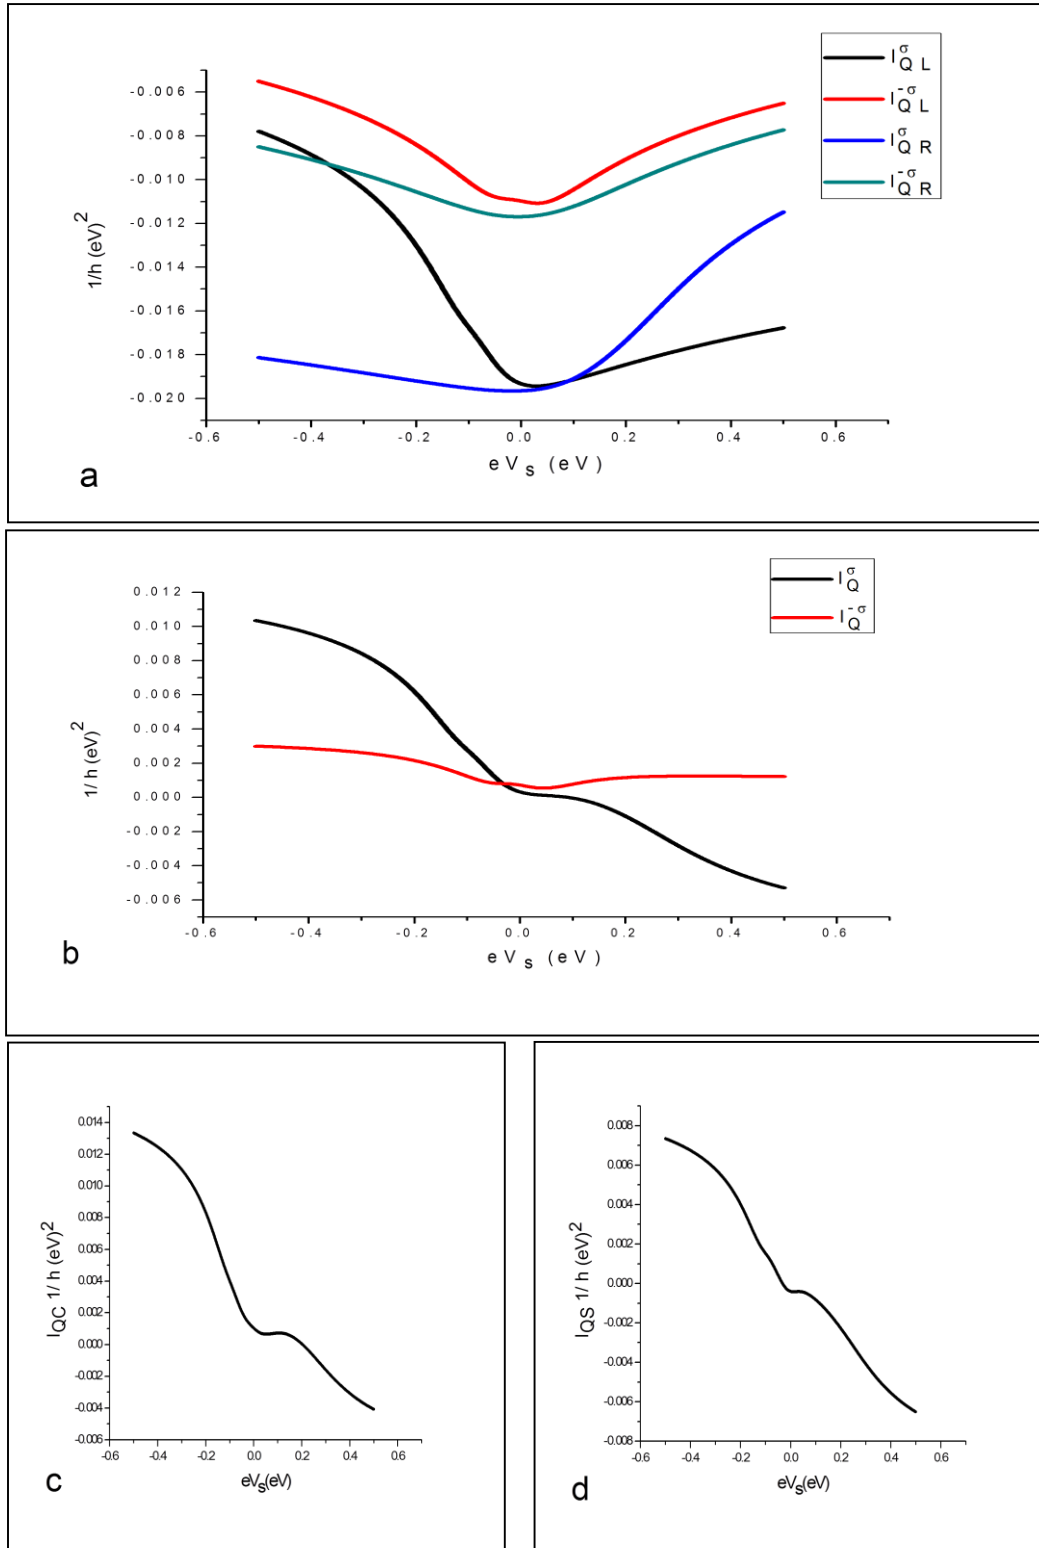 I^σ_Q L
I^-σ_Q L
I^σ_Q R
I^-σ_Q R
-0.006
-0.008
-0.010
-0.012
-0.014
-0.016
-0.018
-0.020
1/h (eV)^2
-0.6 -0.4 -0.2 0.0 0.2 0.4 0.6
eV_s (eV)
a
I^σ_Q
I^-σ_Q
0.012
0.010
0.008
0.006
0.004
0.002
0.000
-0.002
-0.004
-0.006
1/ h (eV)^2
-0.6 -0.4 -0.2 0.0 0.2 0.4 0.6
eV_s (eV)
b
0.014
0.012
0.010
0.008
0.006
0.004
0.002
0.000
-0.002
-0.004
-0.006
I_QC 1/ h (eV)^2
-0.6 -0.4 -0.2 0.0 0.2 0.4 0.6
eV_s(eV)
c
0.008
0.006
0.004
0.002
0.000
-0.002
-0.004
-0.006
-0.008
I_QS 1/ h (eV)^2
-0.6 -0.4 -0.2 0.0 0.2 0.4 0.6
eV_s(eV)
d